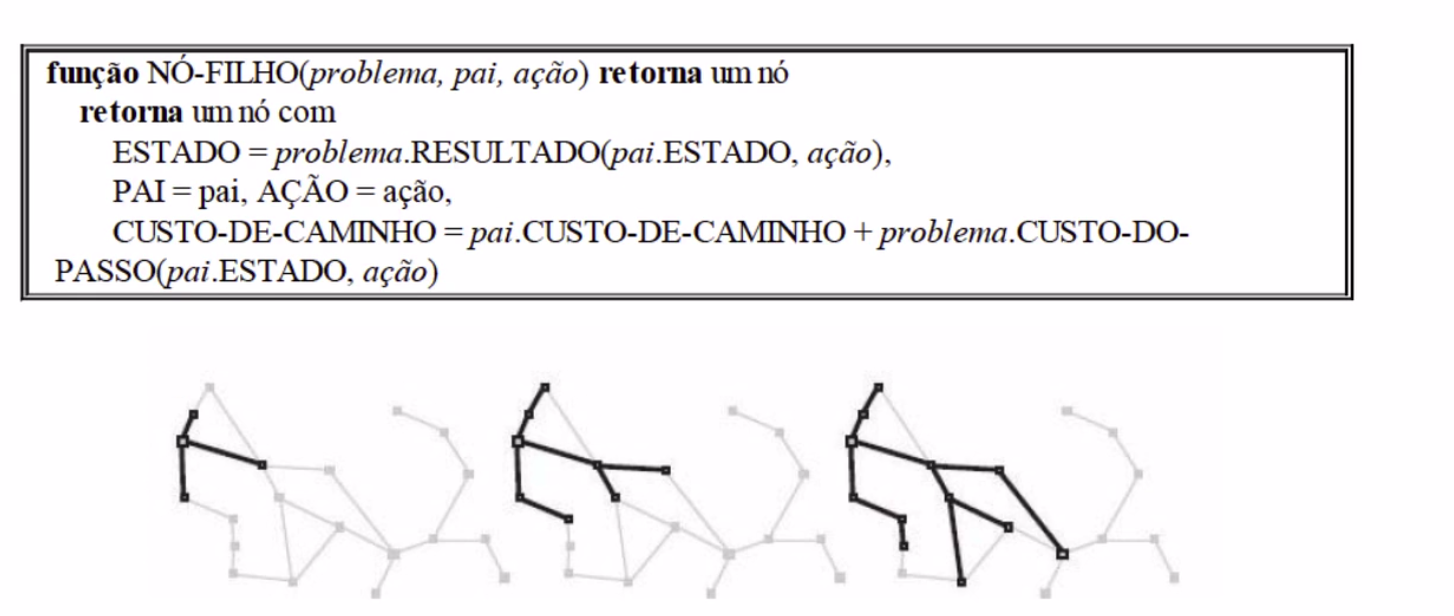 função NÓ-FILHO(problema, pai, ação) retorna um nó
retorna um nó com
ESTADO = problema.RESULTADO(pai.ESTADO, ação),
PAI = pai, AÇÃO = ação,
CUSTO-DE-CAMINHO = pai.CUSTO-DE-CAMINHO + problema.CUSTO-DO-
PASSO(pai.ESTADO, ação)